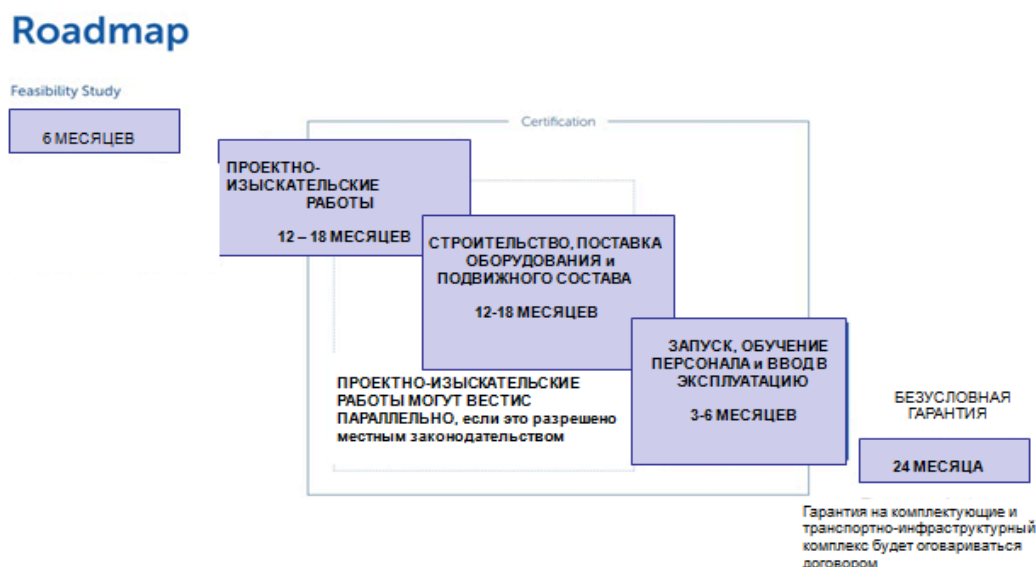 Roadmap
Feasibility Study
6 МЕСЯЦЕВ
Certification
ПРОЕКТНО-
ИЗЫСКАТЕЛЬСКИЕ
РАБОТЫ
12 – 18 МЕСЯЦЕВ
СТРОИТЕЛЬСТВО, ПОСТАВКА
ОБОРУДОВАНИЯ и
ПОДВИЖНОГО СОСТАВА
12-18 МЕСЯЦЕВ
ЗАПУСК, ОБУЧЕНИЕ
ПЕРСОНАЛА и ВВОД В
ЭКСПЛУАТАЦИЮ
3-6 МЕСЯЦЕВ
ПРОЕКТНО-ИЗЫСКАТЕЛЬСКИЕ
РАБОТЫ МОГУТ ВЕСТИС
ПАРАЛЛЕЛЬНО, если это разрешено
местным законодательством
БЕЗУСЛОВНАЯ
ГАРАНТИЯ
24 МЕСЯЦА
Гарантия на комплектующие и
транспортно-инфраструктурный
комплекс будет оговариваться
договором